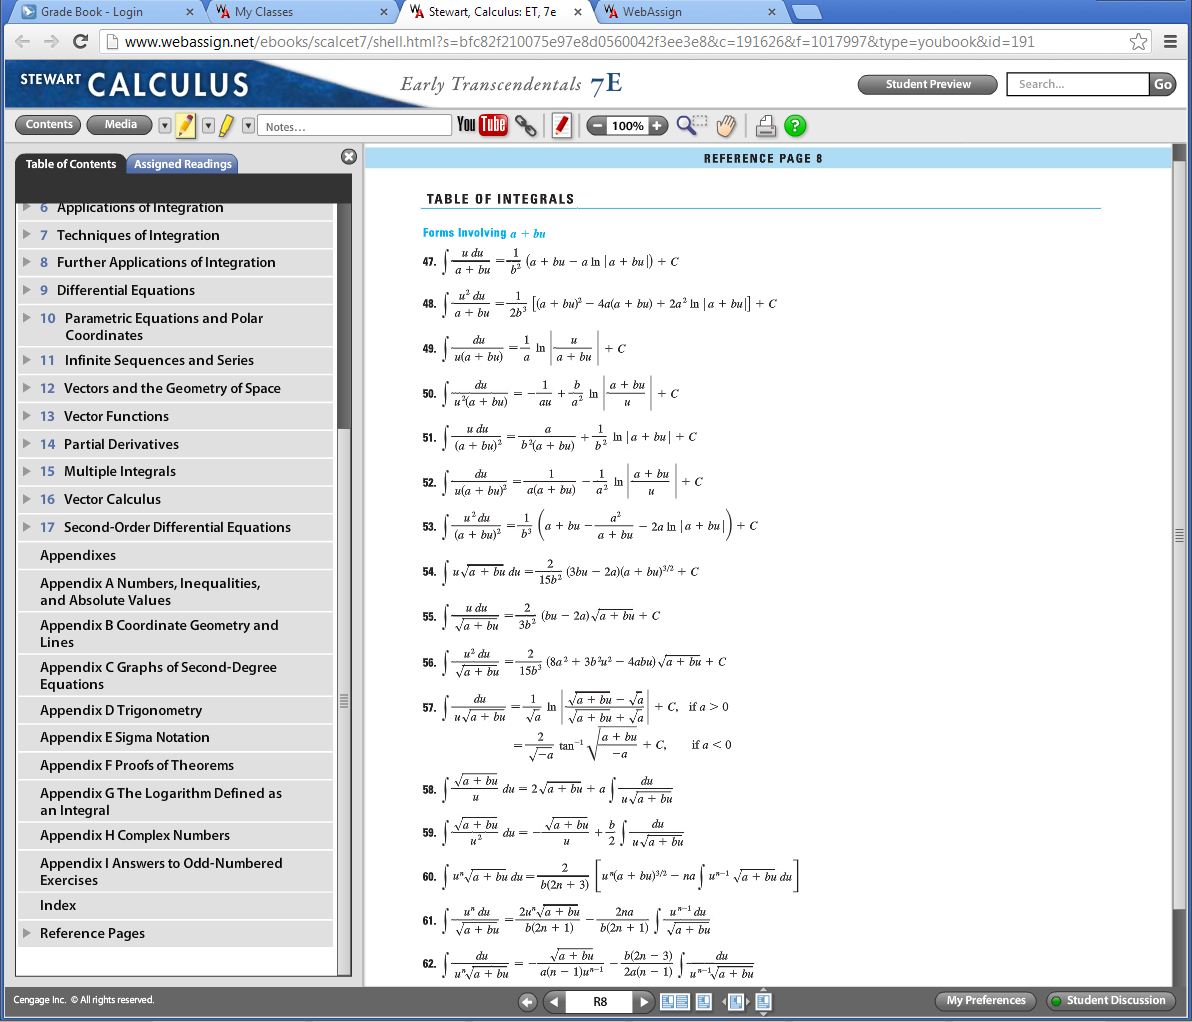 Grade Book - Login
My Classes
Stewart, Calculus: ET, 7e
WebAssign
www.webassign.net/ebooks/scalcet7/shell.html?s=bfc82f210075e97e8d0560042f3ee3e8&c=191626&f=1017997&type=youbook&id=191
STEWART CALCULUS
Early Transcendentals 7E
Student Preview
Search...
Go
Contents
Media
Notes...
You Tube
100%
?
Table of Contents
Assigned Readings
6 Applications of Integration
7 Techniques of Integration
8 Further Applications of Integration
9 Differential Equations
10 Parametric Equations and Polar
Coordinates
11 Infinite Sequences and Series
12 Vectors and the Geometry of Space
13 Vector Functions
14 Partial Derivatives
15 Multiple Integrals
16 Vector Calculus
17 Second-Order Differential Equations
Appendixes
Appendix A Numbers, Inequalities,
and Absolute Values
Appendix B Coordinate Geometry and
Lines
Appendix C Graphs of Second-Degree
Equations
Appendix D Trigonometry
Appendix E Sigma Notation
Appendix F Proofs of Theorems
Appendix G The Logarithm Defined as
an Integral
Appendix H Complex Numbers
Appendix I Answers to Odd-Numbered
Exercises
Index
Reference Pages
REFERENCE PAGE 8
TABLE OF INTEGRALS
Forms Involving a + bu
47. ∫ u du / (a + bu) = 1/b² (a + bu − a ln |a + bu|) + C
48. ∫ u² du / (a + bu) = 1/(2b³) [(a + bu)² − 4a(a + bu) + 2a² ln |a + bu|] + C
49. ∫ du / (u(a + bu)) = 1/a ln |u / (a + bu)| + C
50. ∫ du / (u²(a + bu)) = −1/(au) + b/a² ln |(a + bu) / u| + C
51. ∫ u du / (a + bu)² = a / (b²(a + bu)) + 1/b² ln |a + bu| + C
52. ∫ du / (u(a + bu)²) = 1 / (a(a + bu)) − 1/a² ln |(a + bu) / u| + C
53. ∫ u² du / (a + bu)² = 1/b³ (a + bu − a² / (a + bu) − 2a ln |a + bu|) + C
54. ∫ u√(a + bu) du = 2/(15b²) (3bu − 2a)(a + bu)^(3/2) + C
55. ∫ u du / √(a + bu) = 2/(3b²) (bu − 2a)√(a + bu) + C
56. ∫ u² du / √(a + bu) = 2/(15b³) (8a² + 3b²u² − 4abu)√(a + bu) + C
57. ∫ du / (u√(a + bu)) = 1/√a ln |(√(a + bu) − √a) / (√(a + bu) + √a)| + C, if a > 0
= 2/√(−a) tan⁻¹ √((a + bu) / −a) + C, if a < 0
58. ∫ √(a + bu) / u du = 2√(a + bu) + a ∫ du / (u√(a + bu))
59. ∫ √(a + bu) / u² du = −√(a + bu) / u + b/2 ∫ du / (u√(a + bu))
60. ∫ uⁿ√(a + bu) du = 2 / (b(2n + 3)) [uⁿ(a + bu)^(3/2) − na ∫ uⁿ⁻¹ √(a + bu) du]
61. ∫ uⁿ du / √(a + bu) = 2uⁿ√(a + bu) / (b(2n + 1)) − 2na / (b(2n + 1)) ∫ uⁿ⁻¹ du / √(a + bu)
62. ∫ du / (uⁿ√(a + bu)) = −√(a + bu) / (a(n − 1)uⁿ⁻¹) − b(2n − 3) / (2a(n − 1)) ∫ du / (uⁿ⁻¹√(a + bu))
Cengage Inc. © All rights reserved.
R8
My Preferences
Student Discussion